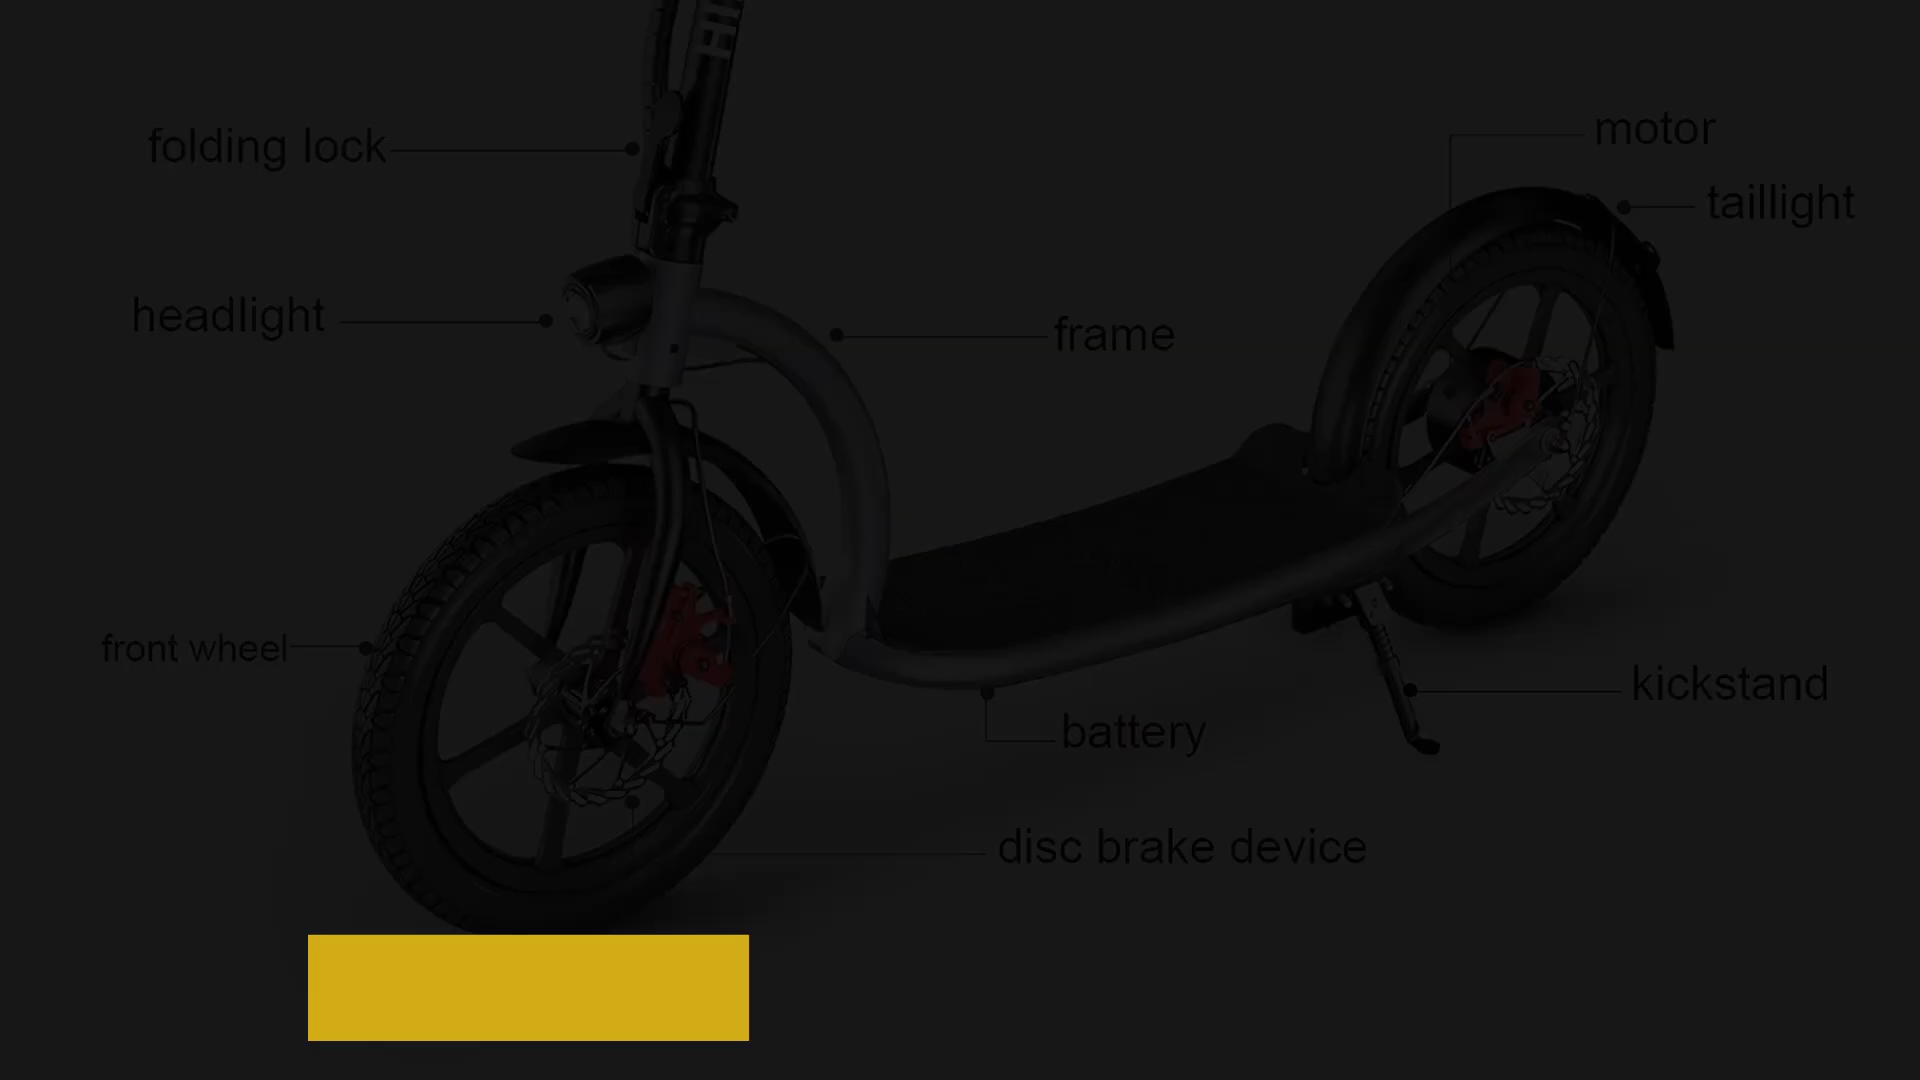 folding lock
motor
taillight
headlight
frame
front wheel
kickstand
battery
disc brake device